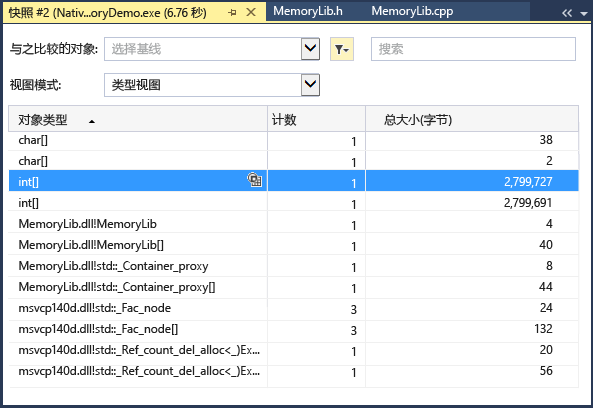 快照 #2 (Nativ...oryDemo.exe (6.76 秒) MemoryLib.h MemoryLib.cpp
与之比较的对象: 选择基线 搜索
视图模式: 类型视图
对象类型 计数 总大小(字节)
char[] 1 38
char[] 1 2
int[] 1 2,799,727
int[] 1 2,799,691
MemoryLib.dll!MemoryLib 1 4
MemoryLib.dll!MemoryLib[] 1 40
MemoryLib.dll!std::_Container_proxy 1 8
MemoryLib.dll!std::_Container_proxy[] 1 44
msvcp140d.dll!std::_Fac_node 3 24
msvcp140d.dll!std::_Fac_node[] 3 132
msvcp140d.dll!std::_Ref_count_del_alloc<_)Ex... 1 20
msvcp140d.dll!std::_Ref_count_del_alloc<_)Ex... 1 56